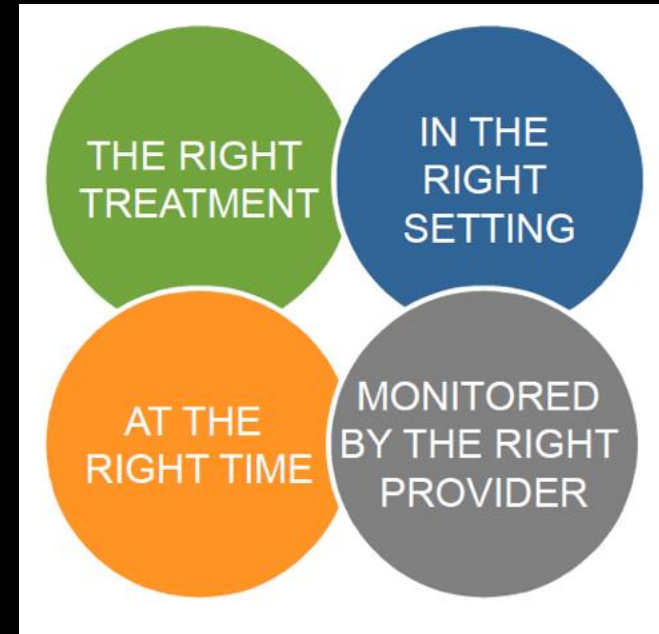 THE RIGHT
TREATMENT
IN THE
RIGHT
SETTING
AT THE
RIGHT TIME
MONITORED
BY THE RIGHT
PROVIDER